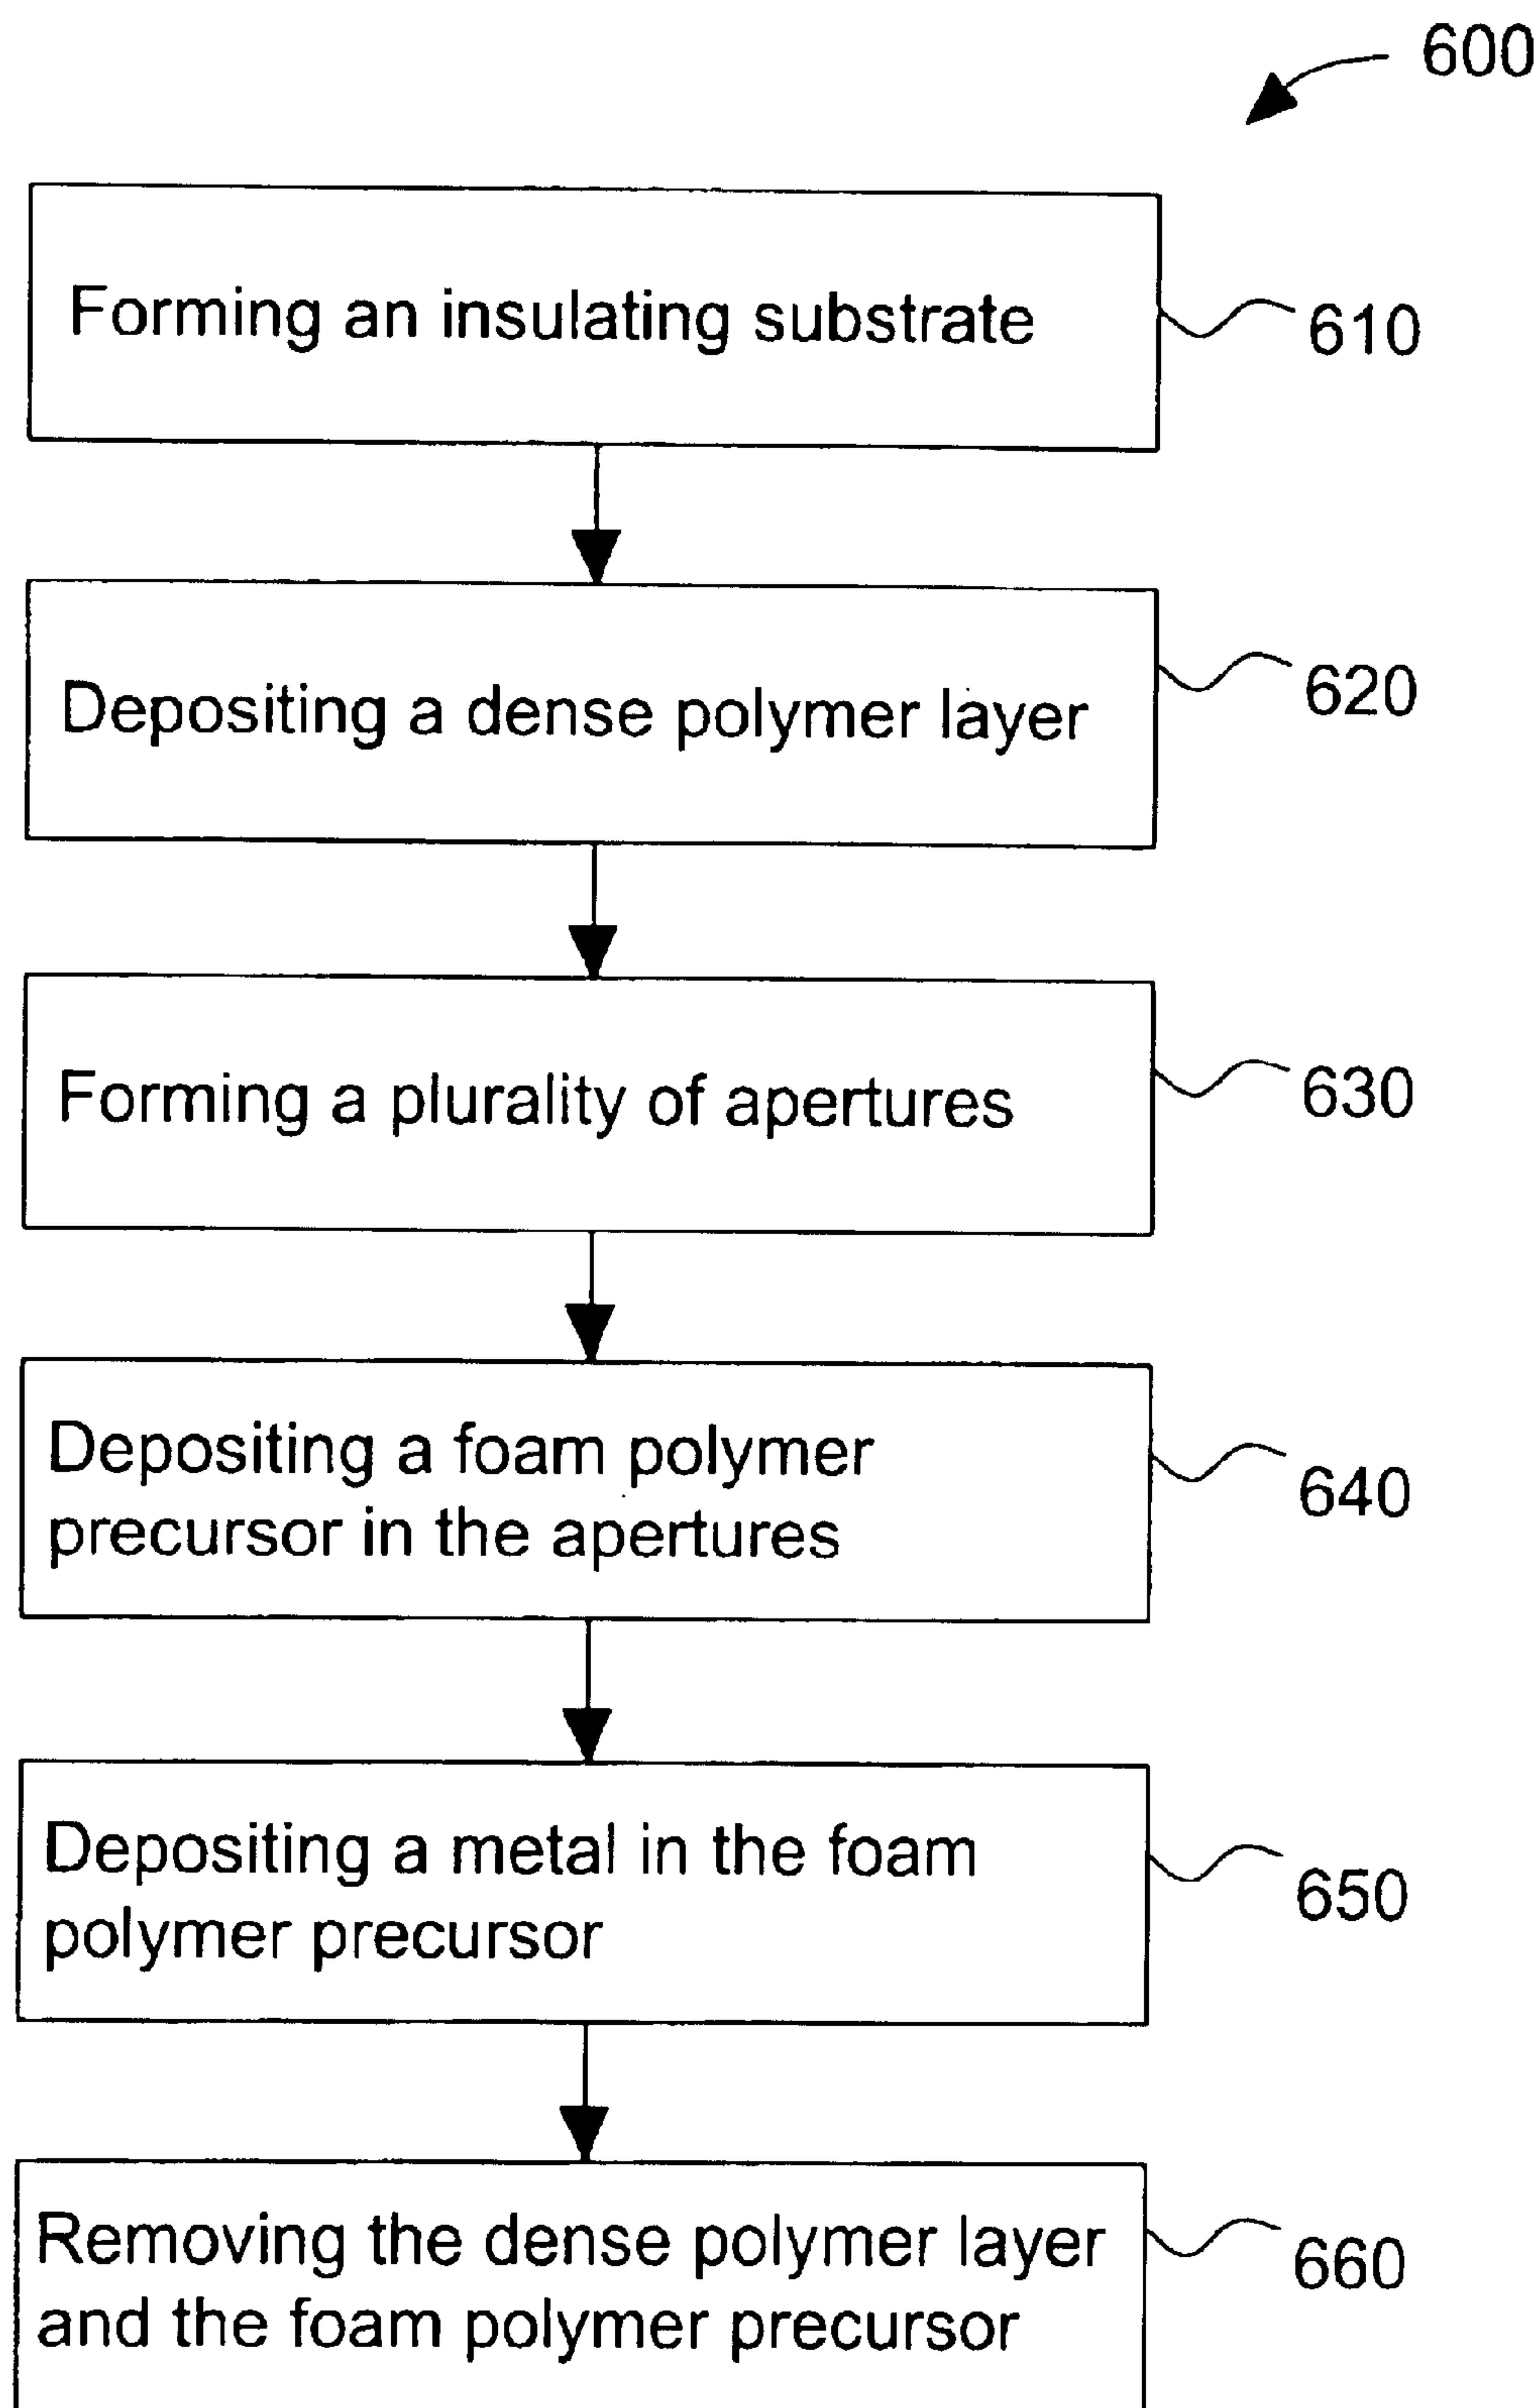 600
Forming an insulating substrate
610
Depositing a dense polymer layer
620
Forming a plurality of apertures
630
Depositing a foam polymer
precursor in the apertures
640
Depositing a metal in the foam
polymer precursor
650
Removing the dense polymer layer
and the foam polymer precursor
660